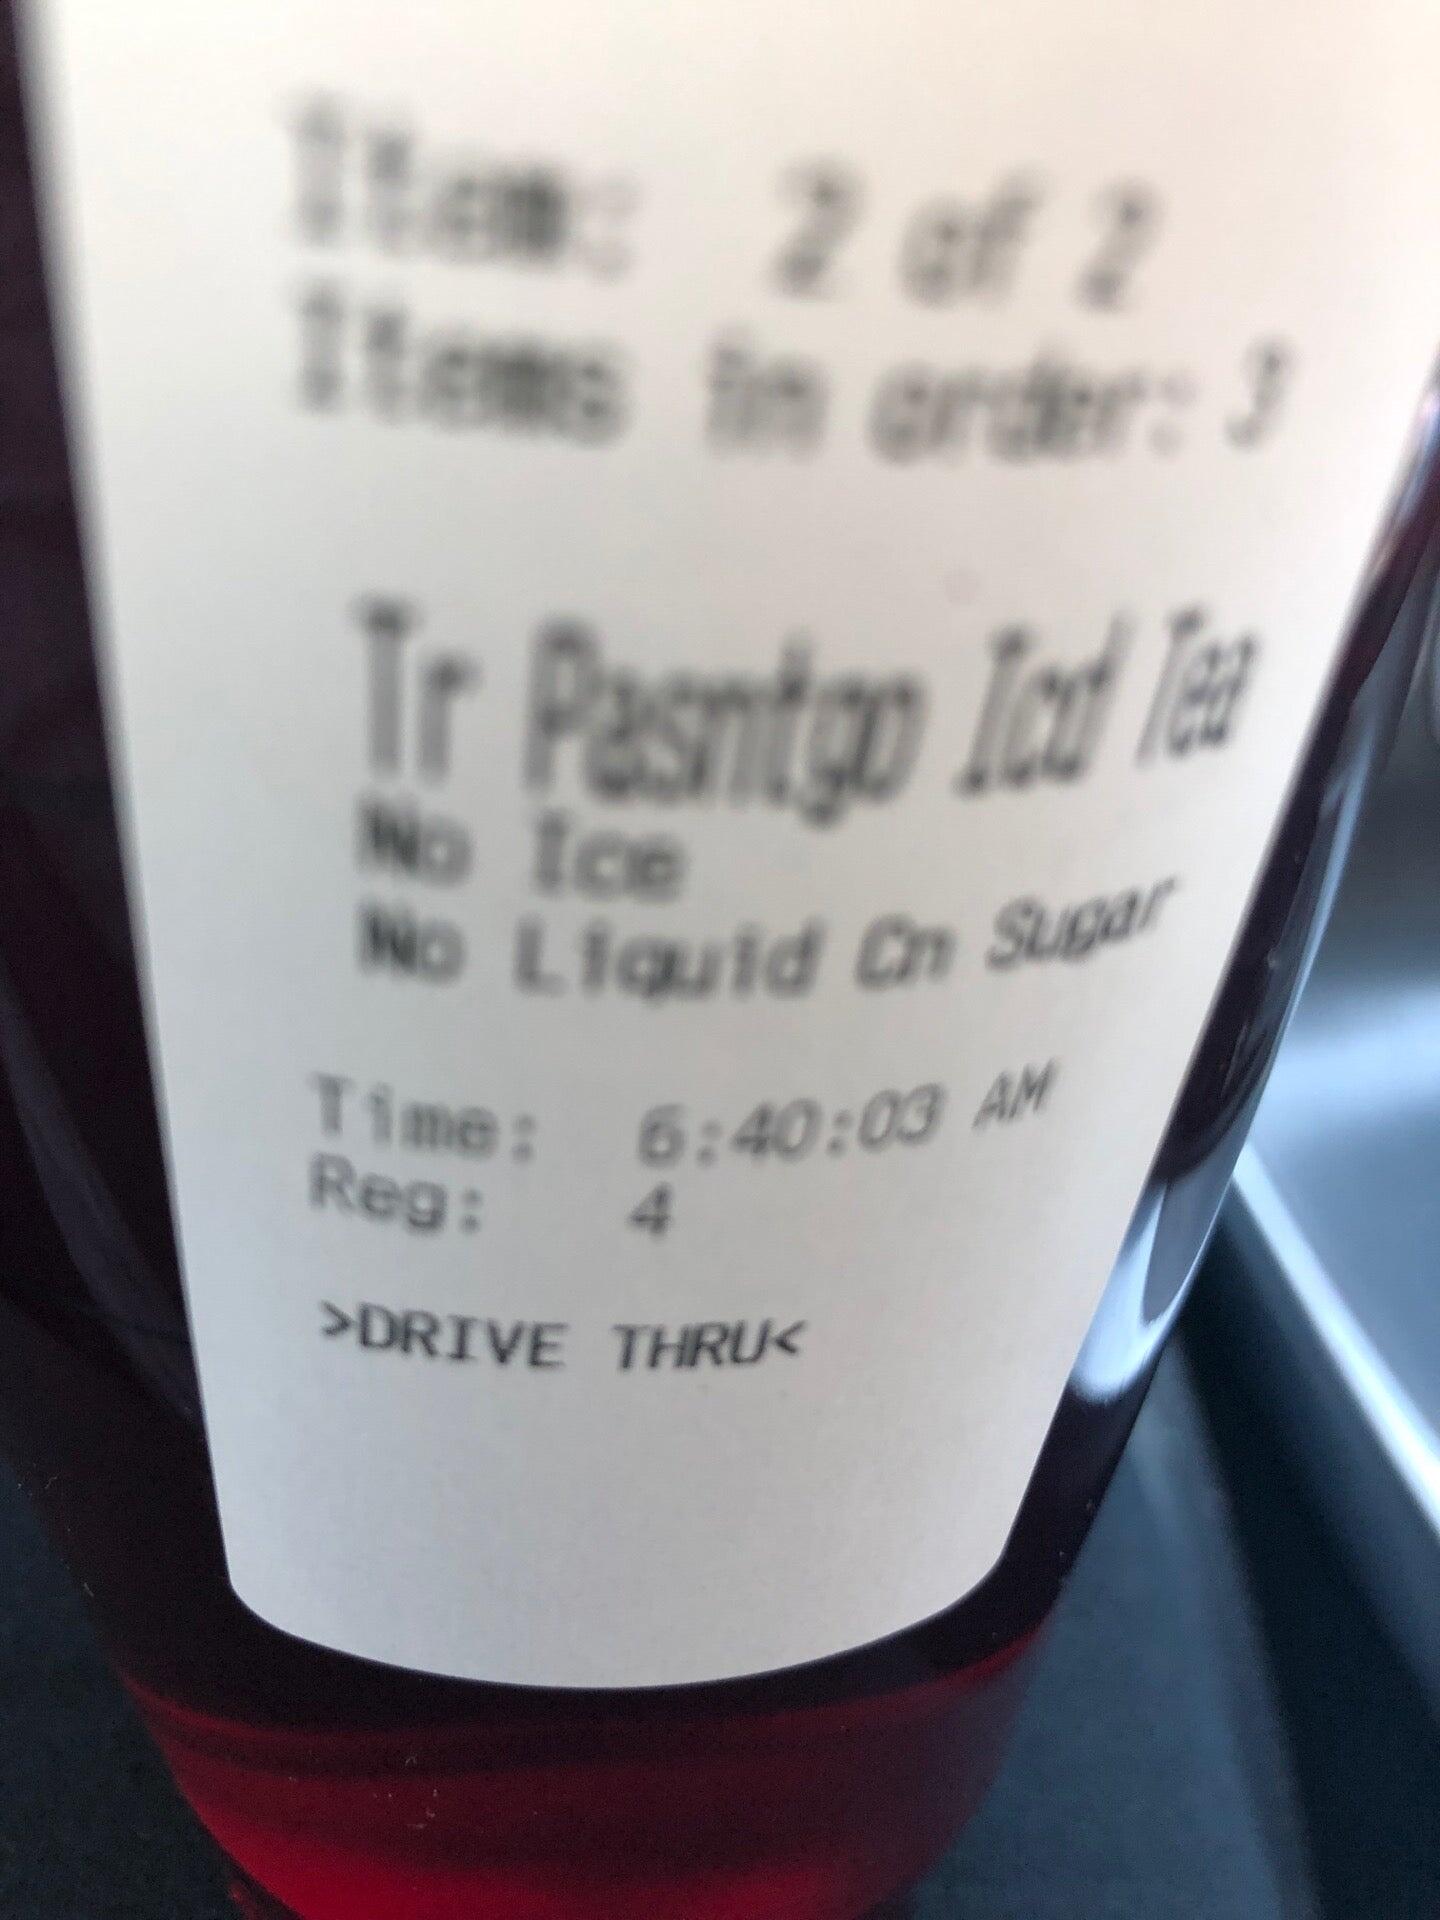 Item: 2 of 2
Items in order: 3
Tr Pasntgo Icd Tea
No Ice
No Liquid Cn Sugar
Time: 6:40:03 AM
Reg: 4
>DRIVE THRU<